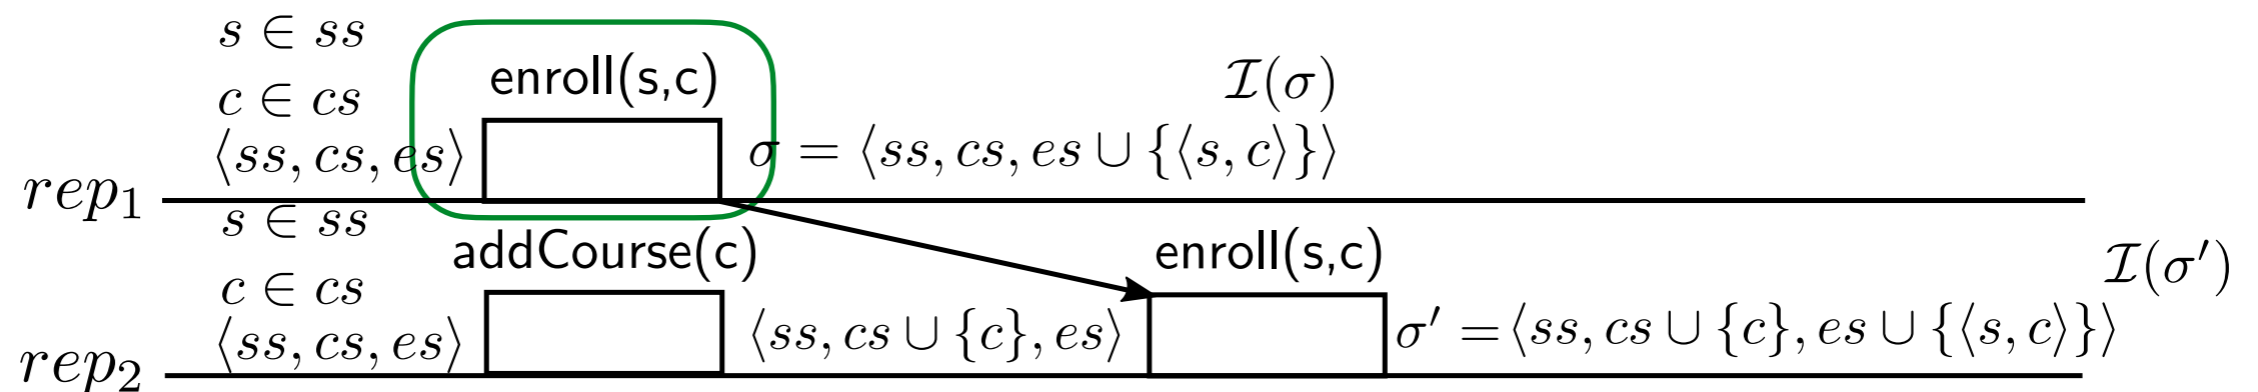 s ∈ ss
c ∈ cs
enroll(s,c)
ℐ(σ)
⟨ss, cs, es⟩
σ = ⟨ss, cs, es ∪ {⟨s, c⟩}⟩
rep₁
s ∈ ss
addCourse(c)
enroll(s,c)
c ∈ cs
ℐ(σ′)
⟨ss, cs, es⟩
⟨ss, cs ∪ {c}, es⟩
σ′ = ⟨ss, cs ∪ {c}, es ∪ {⟨s, c⟩}⟩
rep₂